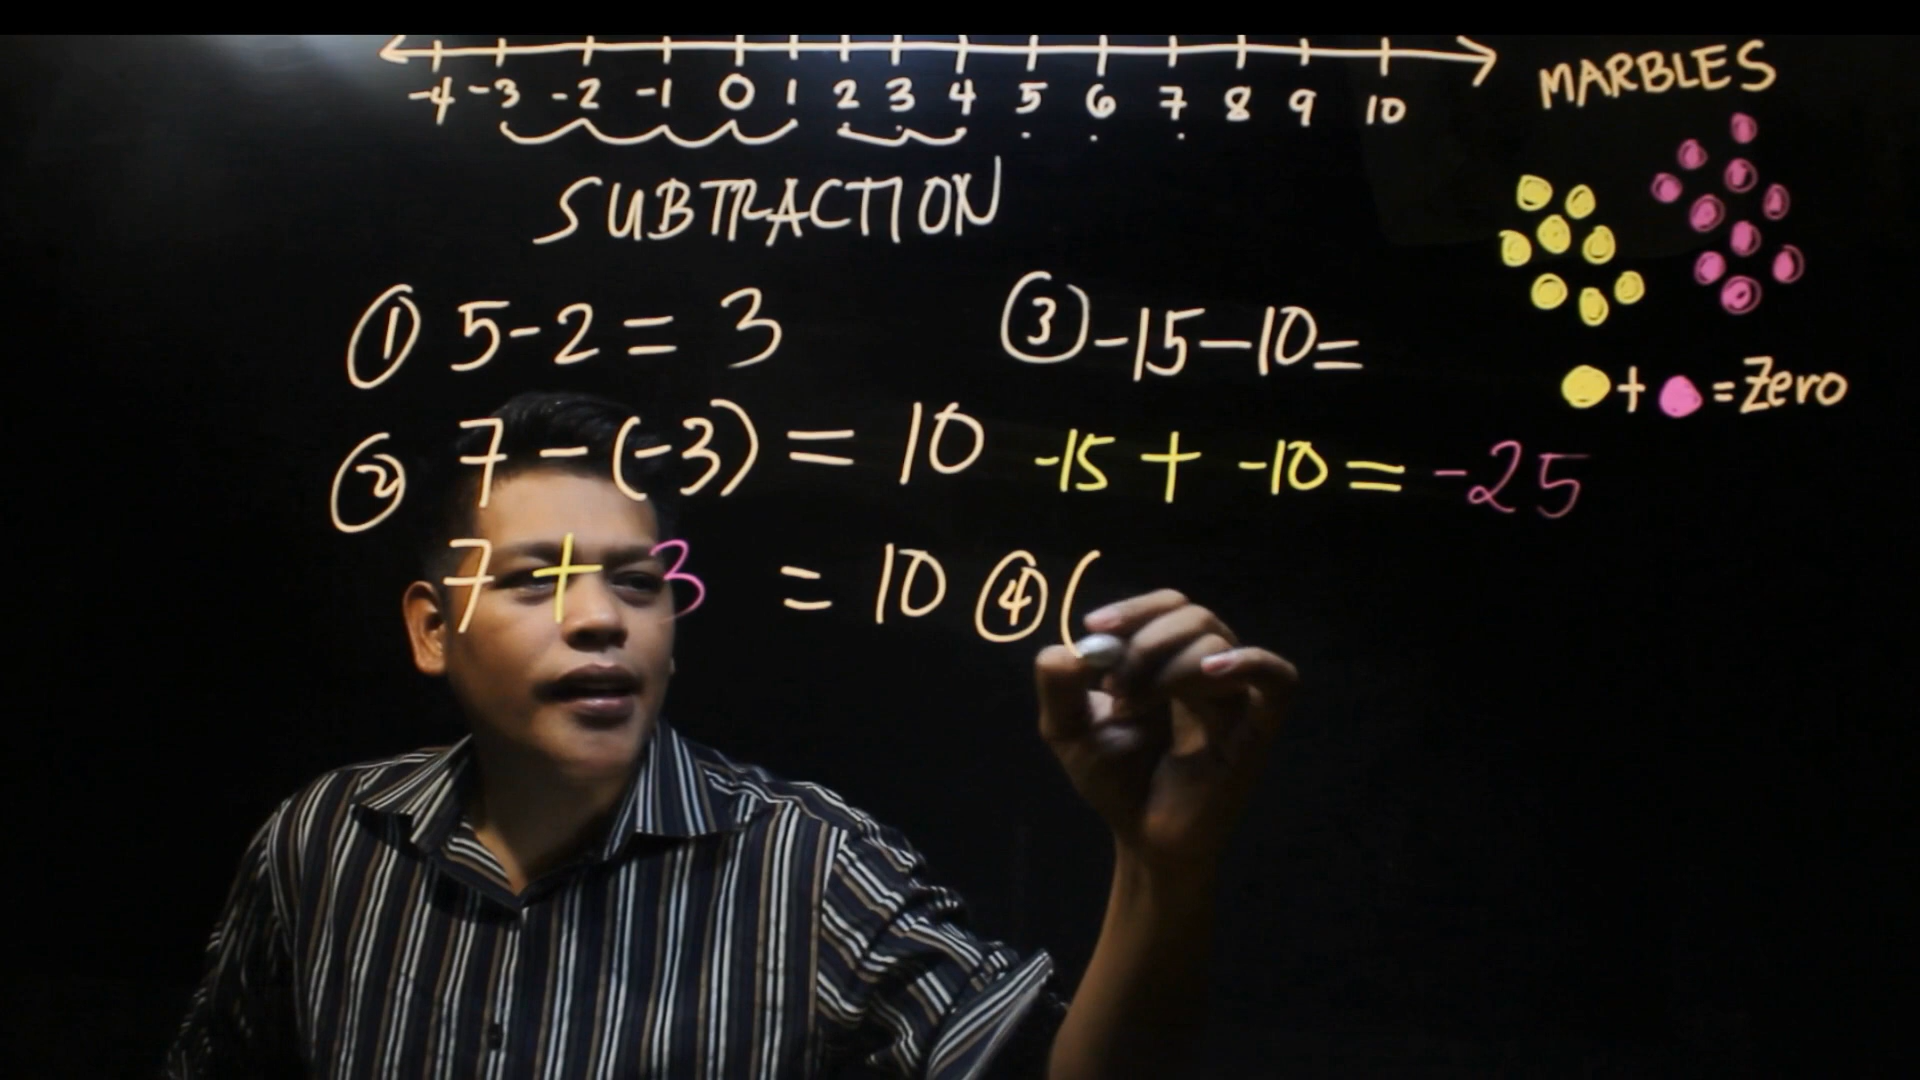 -4 -3 -2 -1 0 1 2 3 4 5 6 7 8 9 10
MARBLES
SUBTRACTION
① 5-2 = 3
② 7-(-3) = 10
7 + 3 = 10
③ -15-10=
-15 + -10 = -25
④ (
+ = Zero